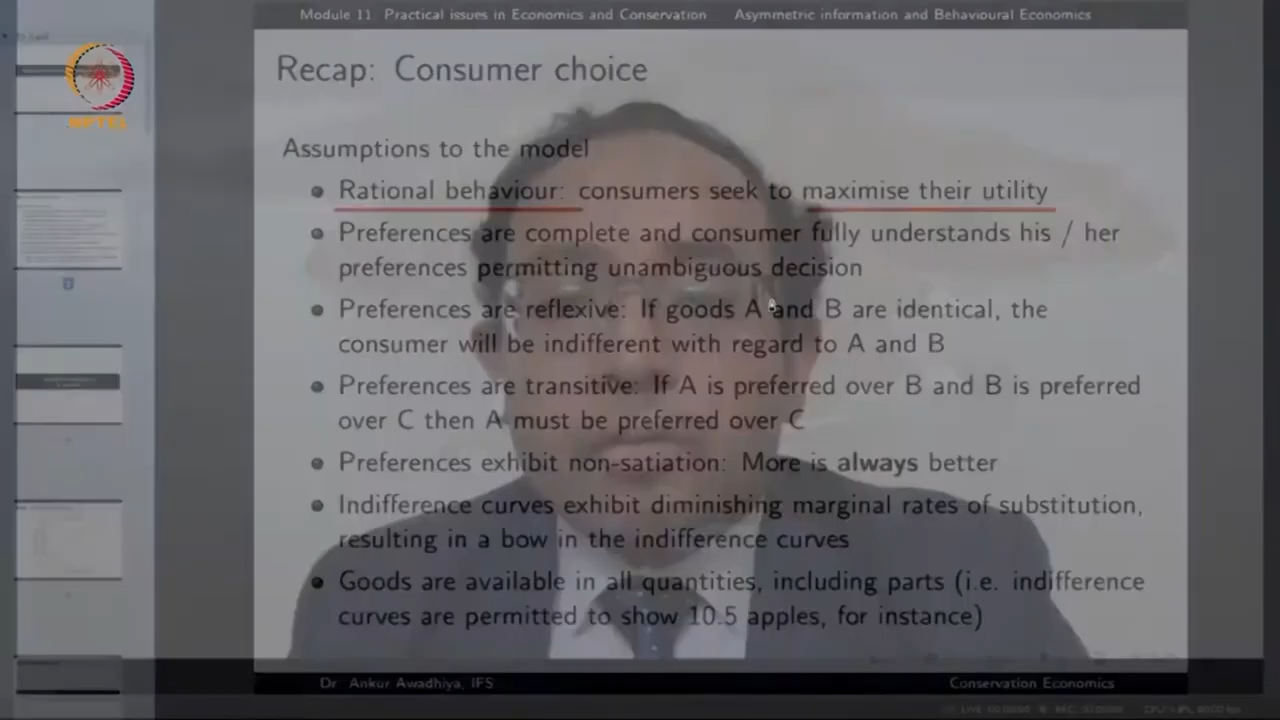 Module 11: Practical issues in Economics and Conservation Asymmetric information and Behavioural Economics
NPTEL
Recap: Consumer choice
Assumptions to the model
Rational behaviour: consumers seek to maximise their utility
Preferences are complete and consumer fully understands his / her
preferences permitting unambiguous decision
Preferences are reflexive: If goods A and B are identical, the
consumer will be indifferent with regard to A and B
Preferences are transitive: If A is preferred over B and B is preferred
over C then A must be preferred over C
Preferences exhibit non-satiation: More is always better
Indifference curves exhibit diminishing marginal rates of substitution,
resulting in a bow in the indifference curves
Goods are available in all quantities, including parts (i.e. indifference
curves are permitted to show 10.5 apples, for instance)
Dr. Ankur Awadhiya, IFS Conservation Economics